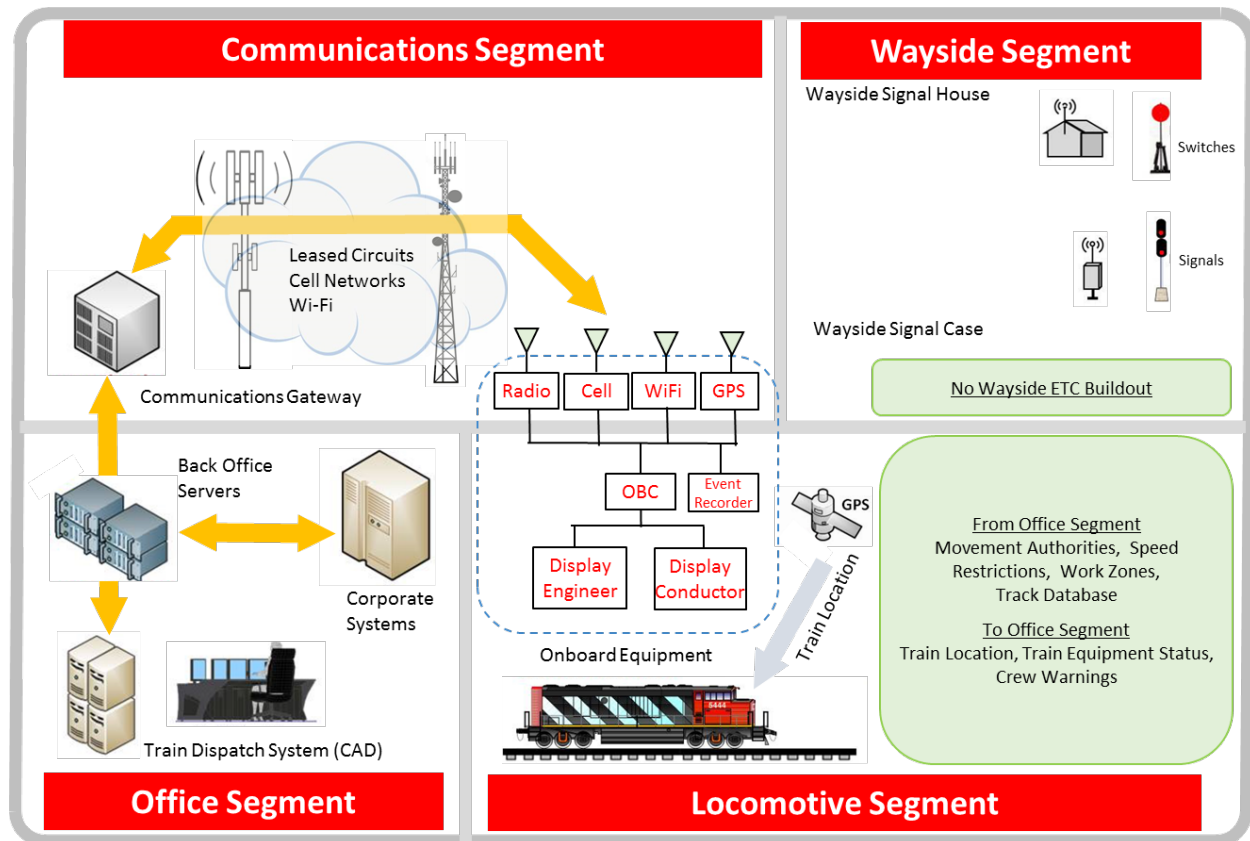 Communications Segment
Wayside Segment
Wayside Signal House
Switches
Leased Circuits
Cell Networks
Wi-Fi
Signals
Wayside Signal Case
Communications Gateway
Radio
Cell
WiFi
GPS
No Wayside ETC Buildout
Back Office
Servers
OBC
Event
Recorder
GPS
Display
Engineer
Display
Conductor
Train Location
Corporate
Systems
From Office Segment
Movement Authorities, Speed
Restrictions, Work Zones,
Track Database
To Office Segment
Train Location, Train Equipment Status,
Crew Warnings
Onboard Equipment
5444
Train Dispatch System (CAD)
Office Segment
Locomotive Segment